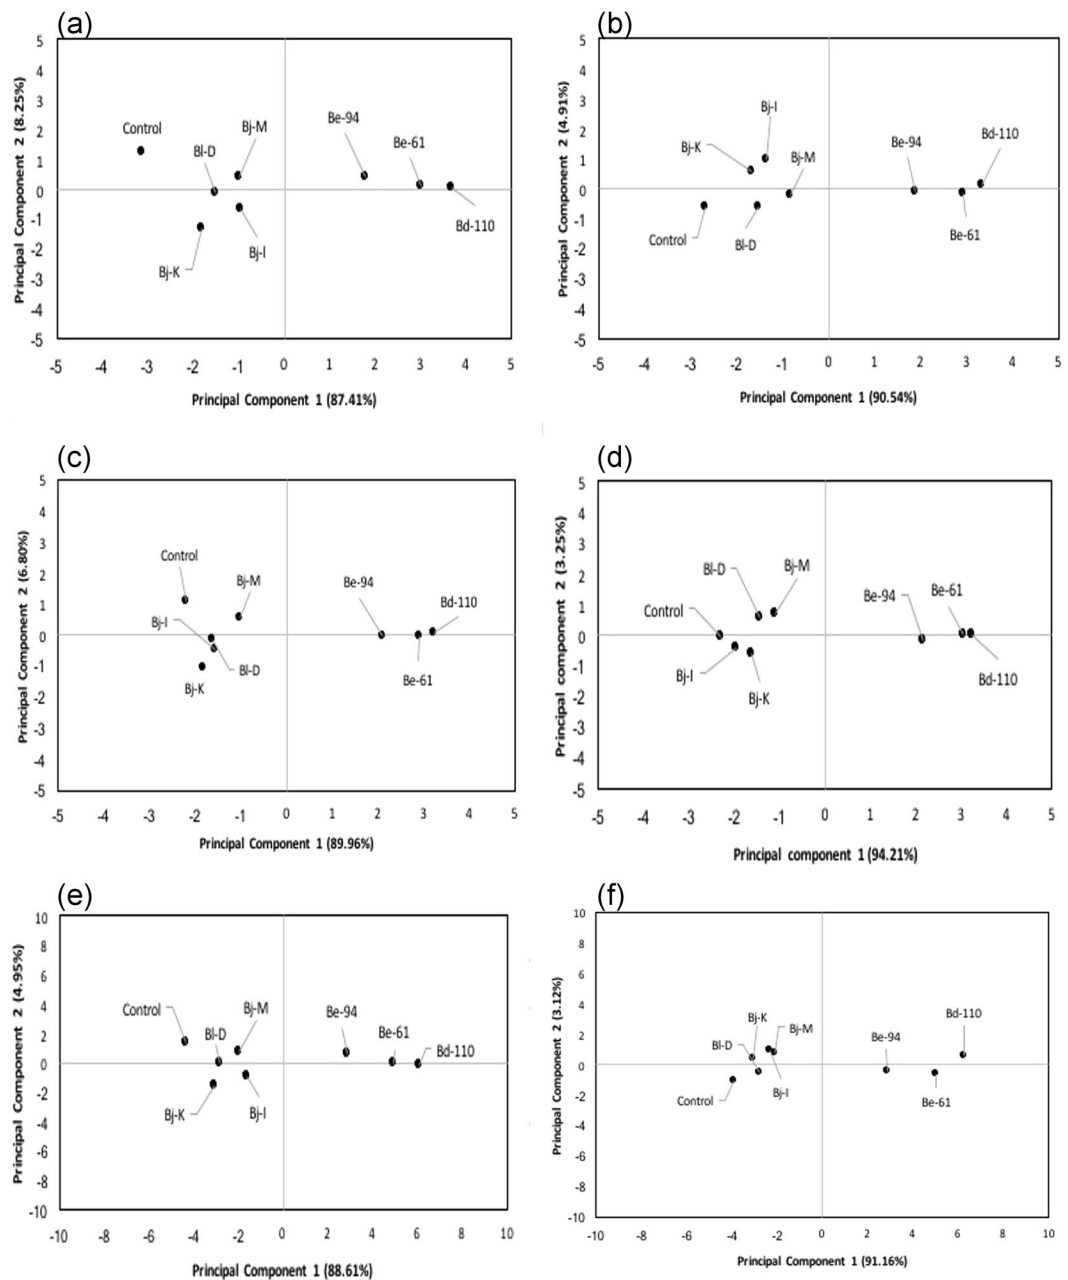 (a)
Principal Component 2 (8.25%)
5
4
3
2
1
0
-1
-2
-3
-4
-5
Control
Bl-D
Bj-M
Be-94
Be-61
Bd-110
Bj-I
Bj-K
-5 -4 -3 -2 -1 0 1 2 3 4 5
Principal Component 1 (87.41%)
(b)
Principal Component 2 (4.91%)
5
4
3
2
1
0
-1
-2
-3
-4
-5
Bj-I
Bj-K
Bj-M
Be-94
Bd-110
Control
Bl-D
Be-61
-5 -4 -3 -2 -1 0 1 2 3 4 5
Principal Component 1 (90.54%)
(c)
Principal Component 2 (6.80%)
5
4
3
2
1
0
-1
-2
-3
-4
-5
Control
Bj-M
Be-94
Bd-110
Bj-I
Bl-D
Be-61
Bj-K
-5 -4 -3 -2 -1 0 1 2 3 4 5
Principal Component 1 (89.96%)
(d)
Principal component 2 (3.25%)
5
4
3
2
1
0
-1
-2
-3
-4
-5
Bl-D
Bj-M
Control
Be-94
Be-61
Bj-I
Bj-K
Bd-110
-5 -4 -3 -2 -1 0 1 2 3 4 5
Principal component 1 (94.21%)
(e)
Principal Component 2 (4.95%)
10
8
6
4
2
0
-2
-4
-6
-8
-10
Control
Bj-M
Be-94
Bl-D
Be-61
Bd-110
Bj-K
Bj-I
-10 -8 -6 -4 -2 0 2 4 6 8 10
Principal Component 1 (88.61%)
(f)
Principal Component 2 (3.12%)
10
8
6
4
2
0
-2
-4
-6
-8
-10
Bj-K
Bj-M
Bd-110
Bl-D
Be-94
Bj-I
Control
Be-61
-10 -8 -6 -4 -2 0 2 4 6 8 10
Principal Component 1 (91.16%)